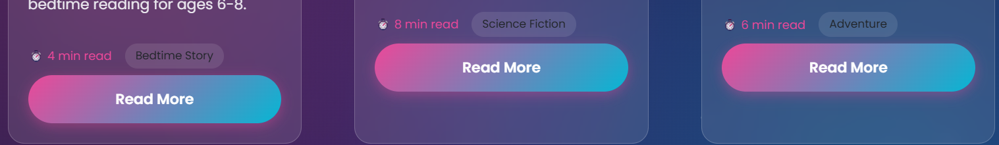 bedtime reading for ages 6-8.
4 min read
Bedtime Story
Read More
8 min read
Science Fiction
Read More
6 min read
Adventure
Read More